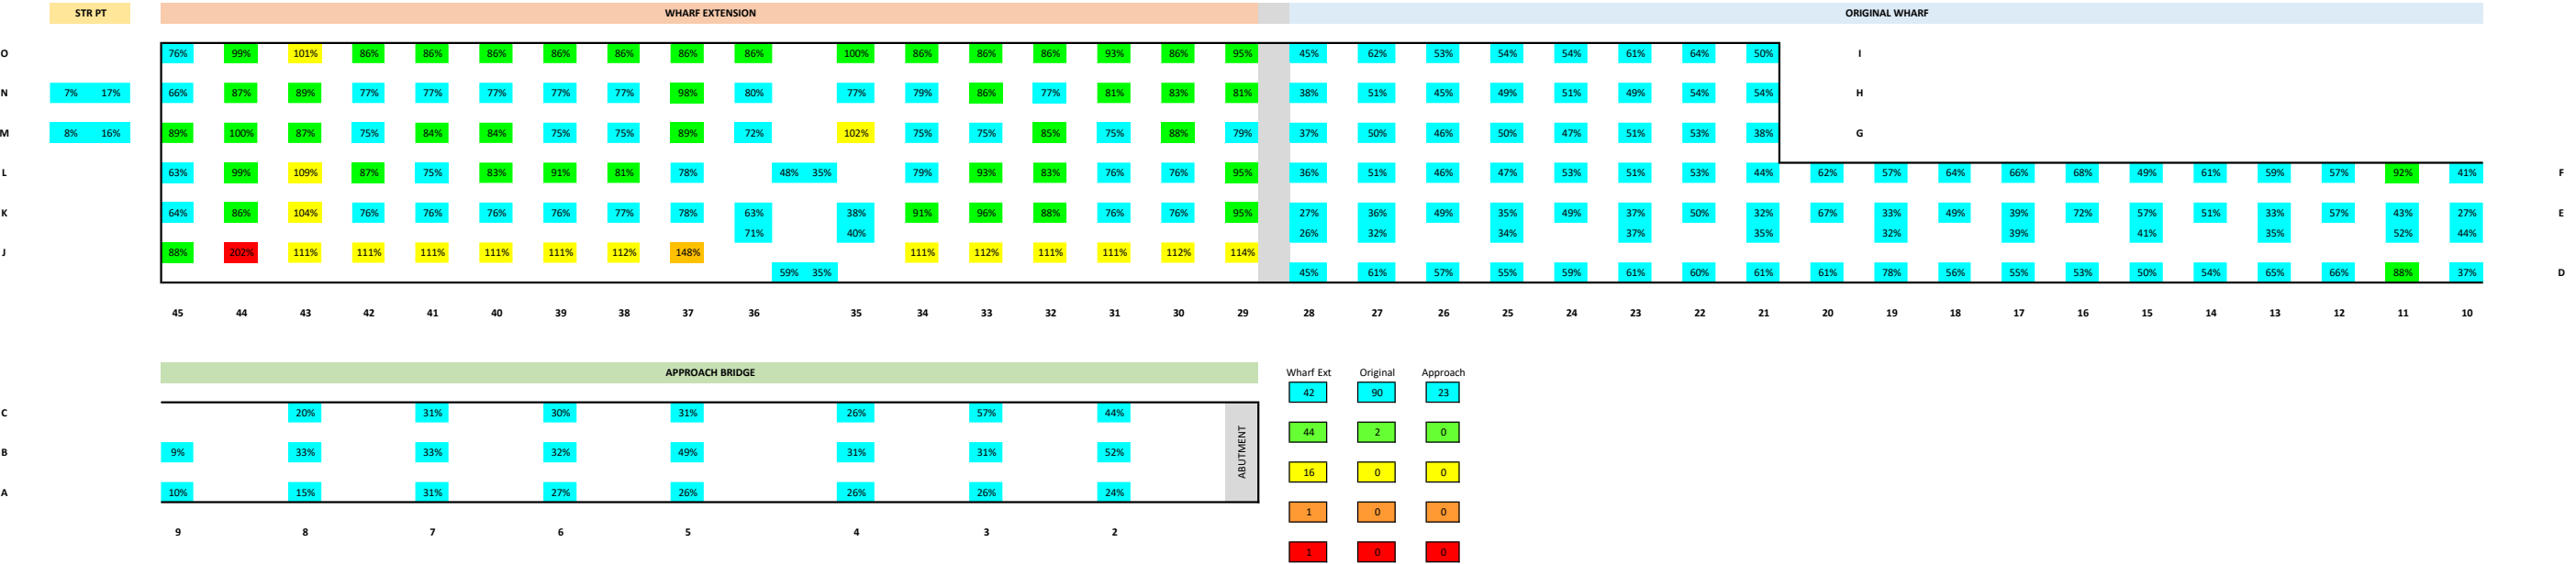 STR PT WHARF EXTENSION ORIGINAL WHARF
O 76% 99% 101% 86% 86% 86% 86% 86% 86% 86% 100% 86% 86% 86% 93% 86% 95% 45% 62% 53% 54% 54% 61% 64% 50% I
N 7% 17% 66% 87% 89% 77% 77% 77% 77% 77% 98% 80% 77% 79% 86% 77% 81% 83% 81% 38% 51% 45% 49% 51% 49% 54% 54% H
M 8% 16% 89% 100% 87% 75% 84% 84% 75% 75% 89% 72% 102% 75% 75% 85% 75% 88% 79% 37% 50% 46% 50% 47% 51% 53% 38% G
L 63% 99% 109% 87% 75% 83% 91% 81% 78% 48% 35% 79% 93% 83% 76% 76% 95% 36% 51% 46% 47% 53% 51% 53% 44% 62% 57% 64% 66% 68% 49% 61% 59% 57% 92% 41% F
K 64% 86% 104% 76% 76% 76% 76% 77% 78% 63% 38% 91% 96% 88% 76% 76% 95% 27% 36% 49% 35% 49% 37% 50% 32% 67% 33% 49% 39% 72% 57% 51% 33% 57% 43% 27% E
71% 40% 26% 32% 34% 37% 35% 32% 39% 41% 35% 52% 44%
J 88% 202% 111% 111% 111% 111% 111% 112% 148% 111% 112% 111% 111% 112% 114%
59% 35% 45% 61% 57% 55% 59% 61% 60% 61% 61% 78% 56% 55% 53% 50% 54% 65% 66% 88% 37% D
45 44 43 42 41 40 39 38 37 36 35 34 33 32 31 30 29 28 27 26 25 24 23 22 21 20 19 18 17 16 15 14 13 12 11 10
APPROACH BRIDGE Wharf Ext Original Approach
42 90 23
C 20% 31% 30% 31% 26% 57% 44%
44 2 0
B 9% 33% 33% 32% 49% 31% 31% 52% ABUTMENT
16 0 0
A 10% 15% 31% 27% 26% 26% 26% 24%
1 0 0
9 8 7 6 5 4 3 2
1 0 0